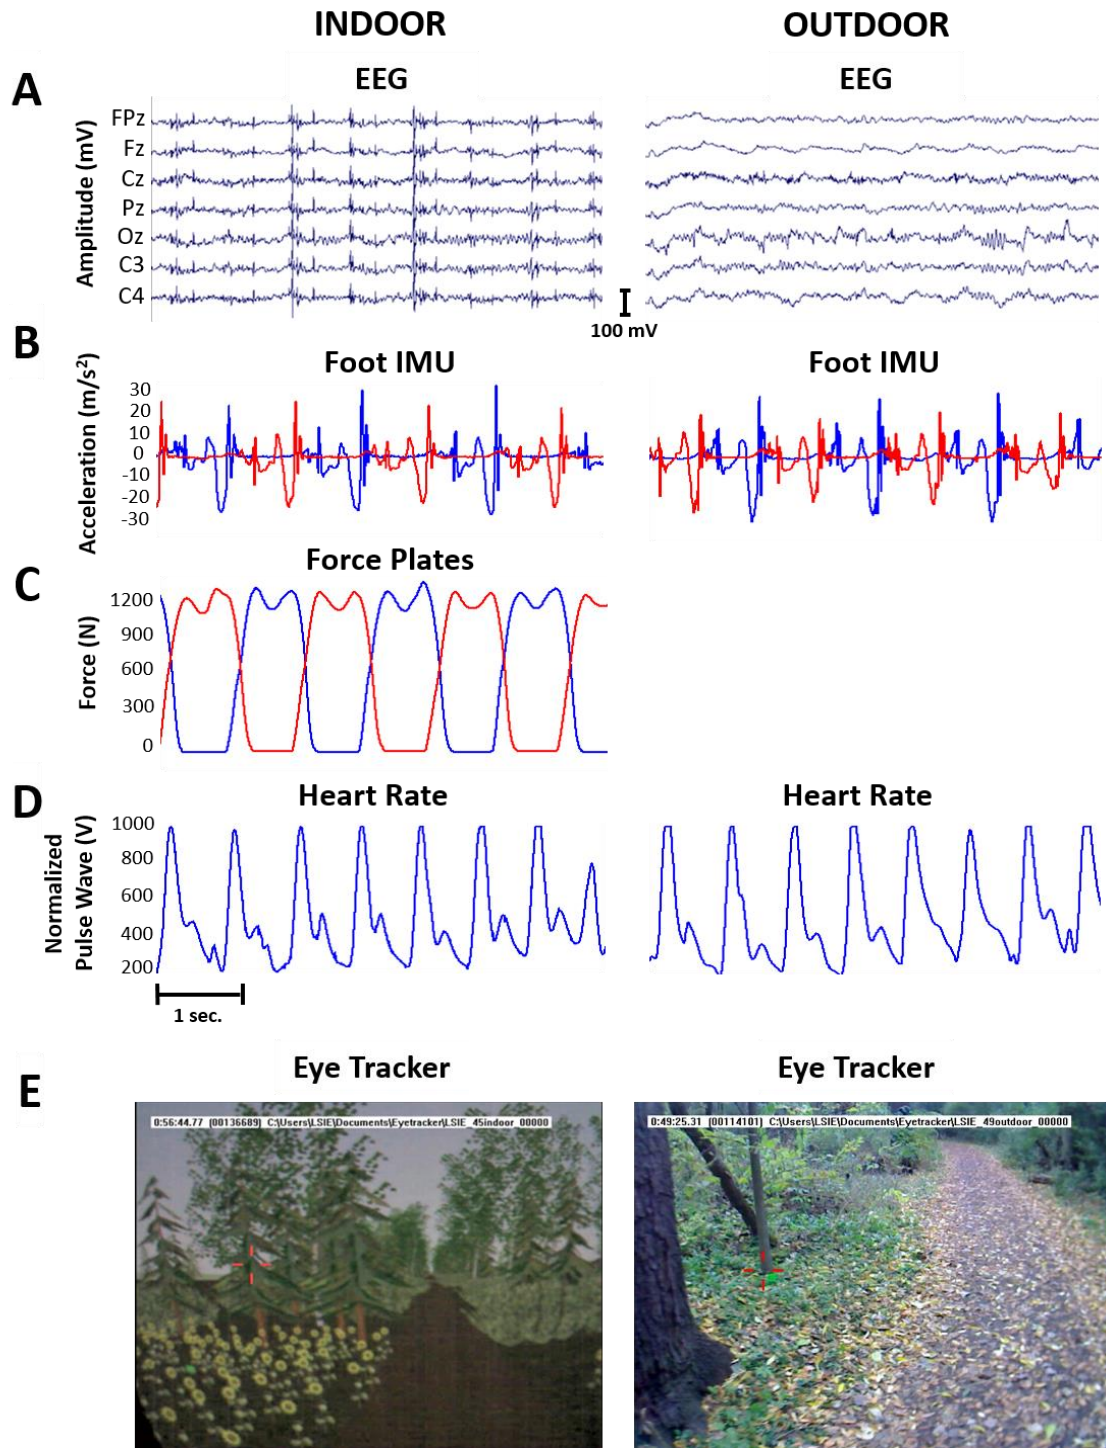 INDOOR
OUTDOOR
A
EEG
EEG
Amplitude (mV)
FPz
Fz
Cz
Pz
Oz
C3
C4
100 mV
B
Foot IMU
Foot IMU
Acceleration (m/s²)
30
20
10
0
-10
-20
-30
C
Force Plates
Force (N)
1200
900
600
300
0
D
Heart Rate
Heart Rate
Normalized
Pulse Wave (V)
1000
800
600
400
200
1 sec.
E
Eye Tracker
Eye Tracker
0:56:44.77 [00136689] C:\Users\LSIE\Documents\Eyetracker\LSIE_45indoor_00000
0:49:25.31 [00114101] C:\Users\LSIE\Documents\Eyetracker\LSIE_49outdoor_00000